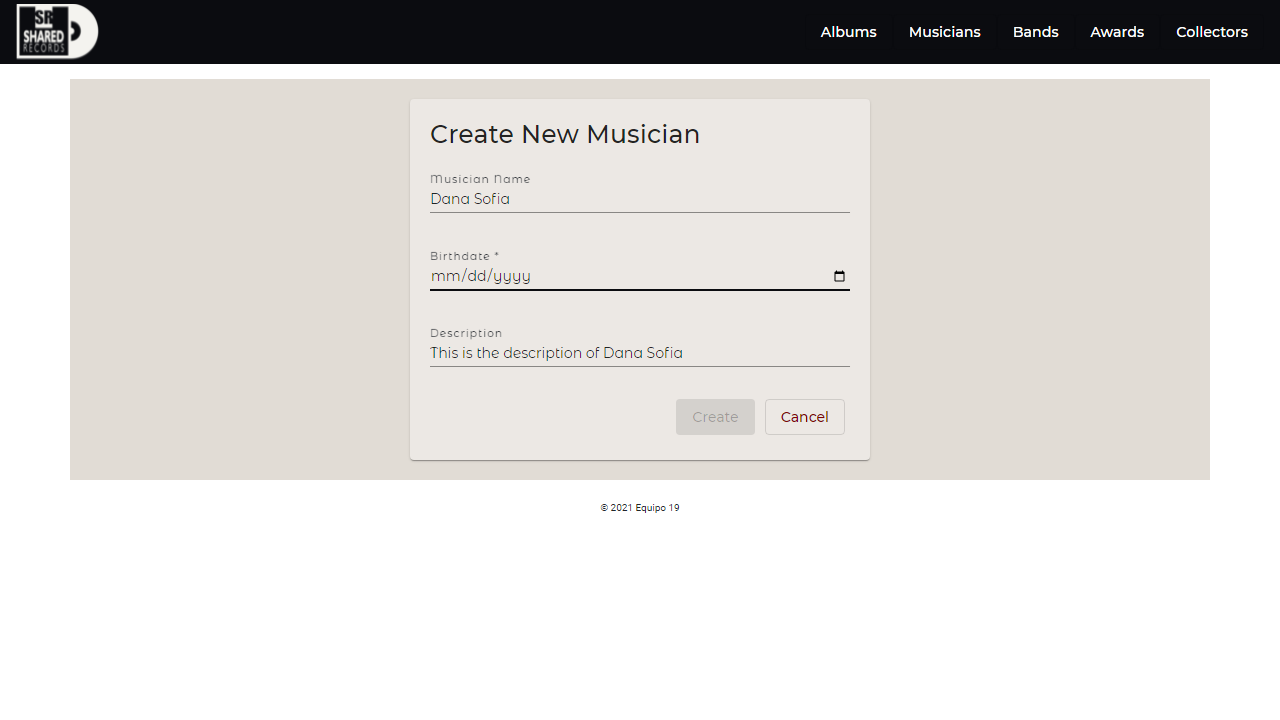 SR
SHARED
RECORDS
Albums Musicians Bands Awards Collectors
Create New Musician
Musician Name
Dana Sofia
Birthdate *
mm/dd/yyyy
Description
This is the description of Dana Sofia
Create Cancel
© 2021 Equipo 19